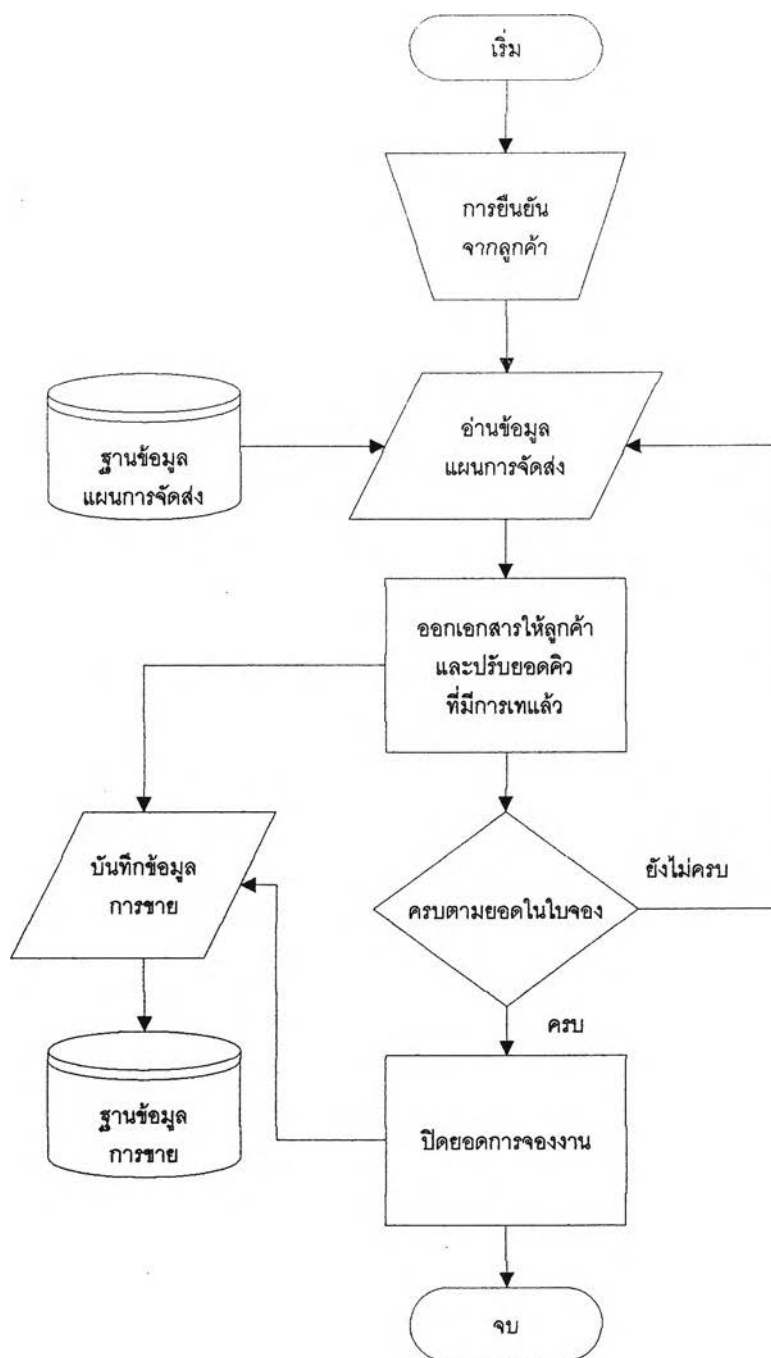 เริ่ม
การยืนยัน
จากลูกค้า
อ่านข้อมูล
แผนการจัดส่ง
ฐานข้อมูล
แผนการจัดส่ง
ออกเอกสารให้ลูกค้า
และปรับยอดคิว
ที่มีการเทแล้ว
บันทึกข้อมูล
การขาย
ครบตามยอดในใบจอง
ยังไม่ครบ
ครบ
ฐานข้อมูล
การขาย
ปิดยอดการจองงาน
จบ